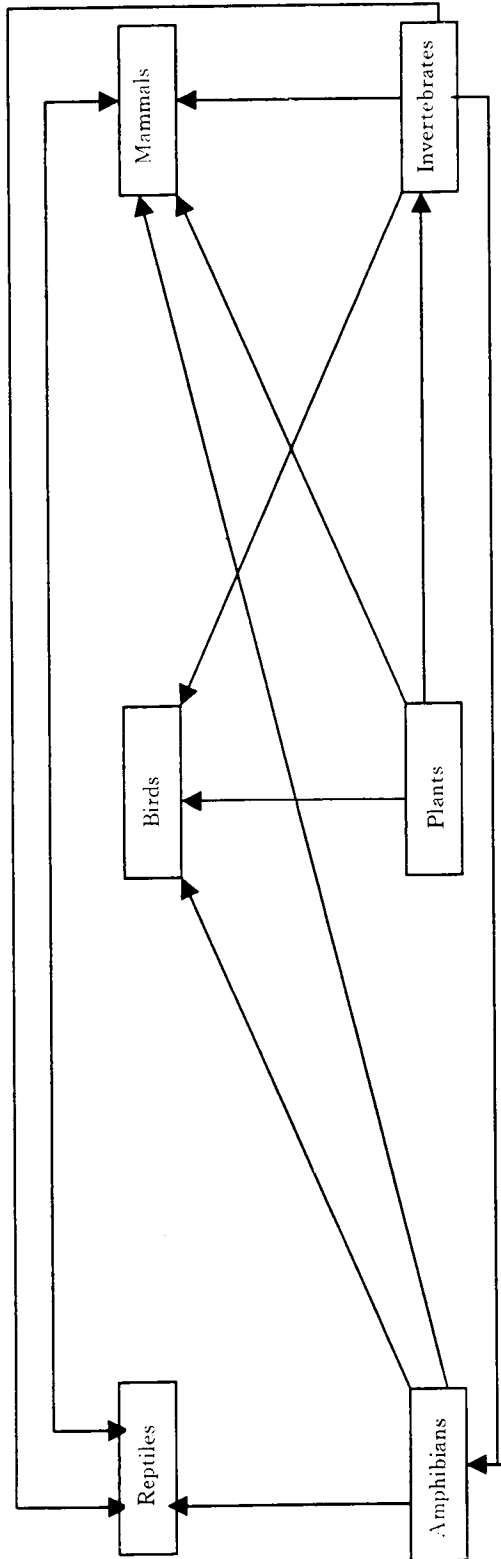 Reptiles
Birds
Mammals
Amphibians
Plants
Invertebrates